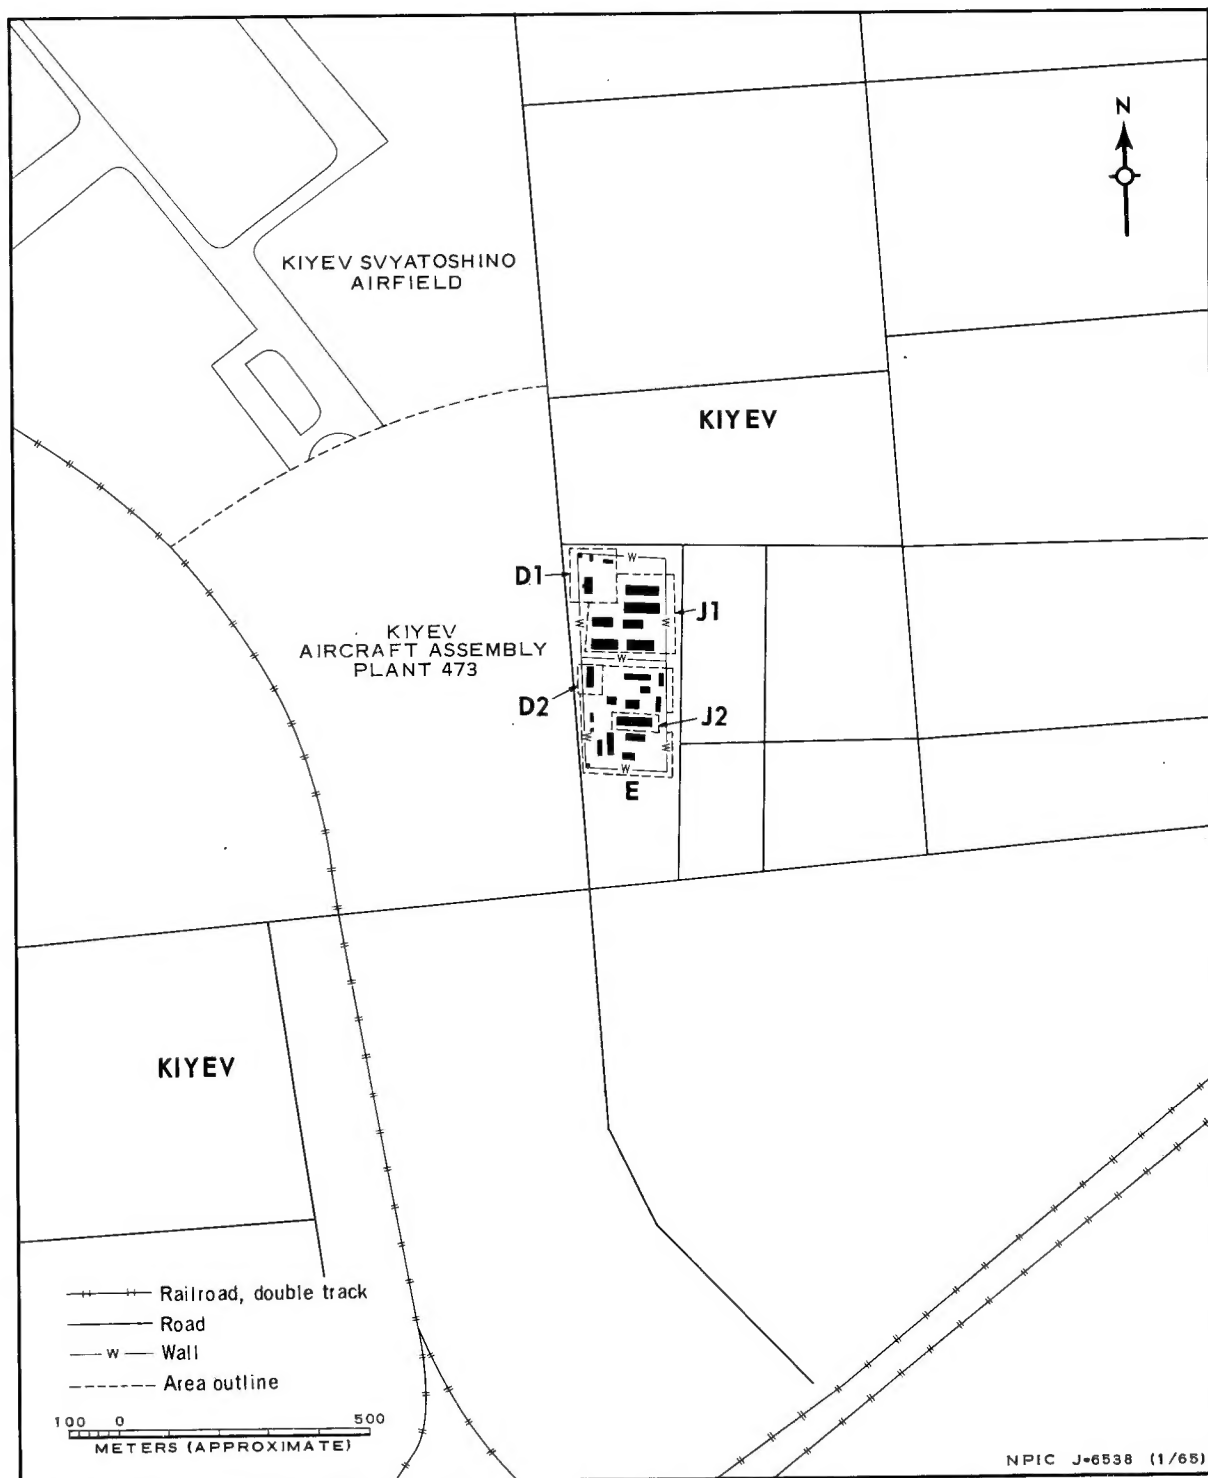 N
KIYEV SVYATOSHINO
AIRFIELD
KIYEV
W
D1
J1
KIYEV
AIRCRAFT ASSEMBLY
PLANT 473
W
W
W
D2
J2
W
W
W
E
KIYEV
Railroad, double track
Road
W Wall
Area outline
100 0 500
METERS (APPROXIMATE)
NPIC J-6538 (1/65)